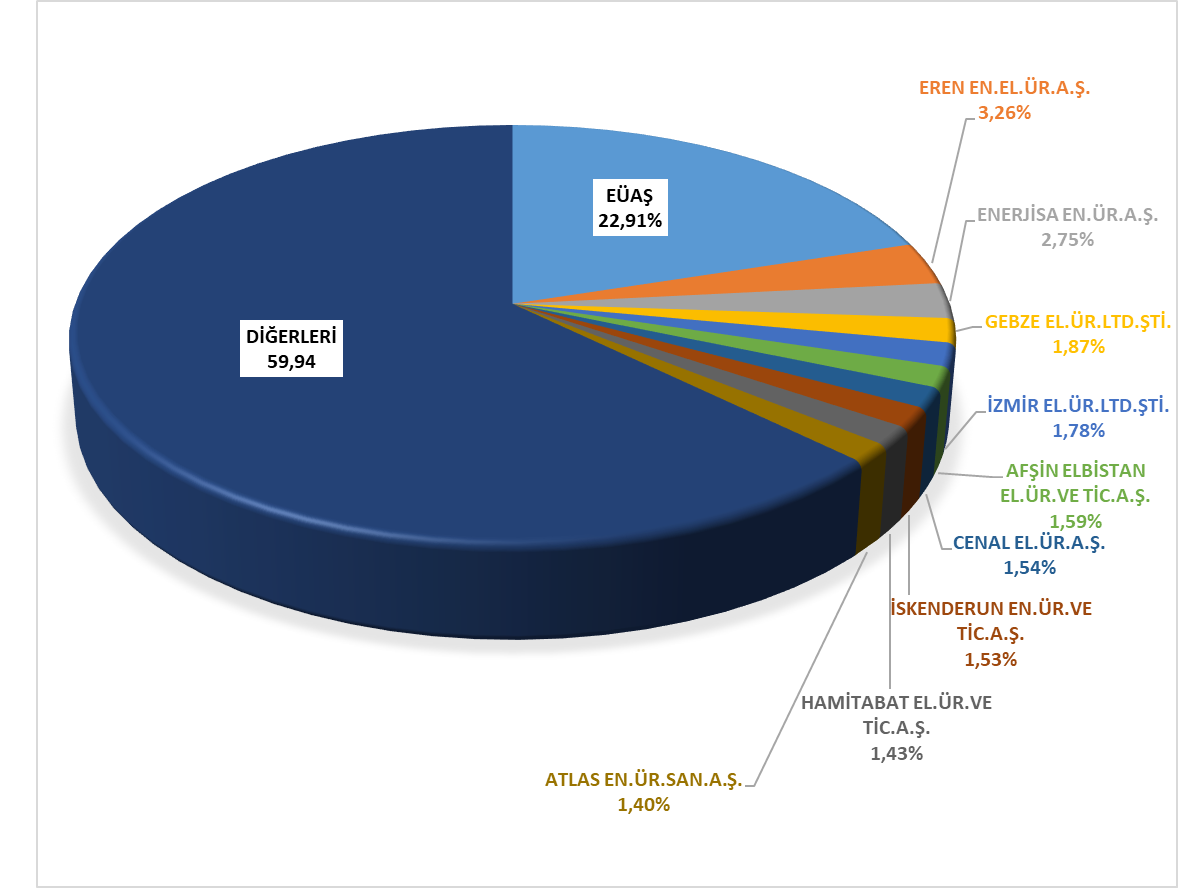 EREN EN.EL.ÜR.A.Ş.
3,26%
EÜAŞ
22,91%
ENERJİSA EN.ÜR.A.Ş.
2,75%
GEBZE EL.ÜR.LTD.ŞTİ.
1,87%
DİĞERLERİ
59,94
İZMİR EL.ÜR.LTD.ŞTİ.
1,78%
AFŞİN ELBİSTAN
EL.ÜR.VE TİC.A.Ş.
1,59%
CENAL EL.ÜR.A.Ş.
1,54%
İSKENDERUN EN.ÜR.VE
TİC.A.Ş.
1,53%
HAMİTABAT EL.ÜR.VE
TİC.A.Ş.
1,43%
ATLAS EN.ÜR.SAN.A.Ş.
1,40%